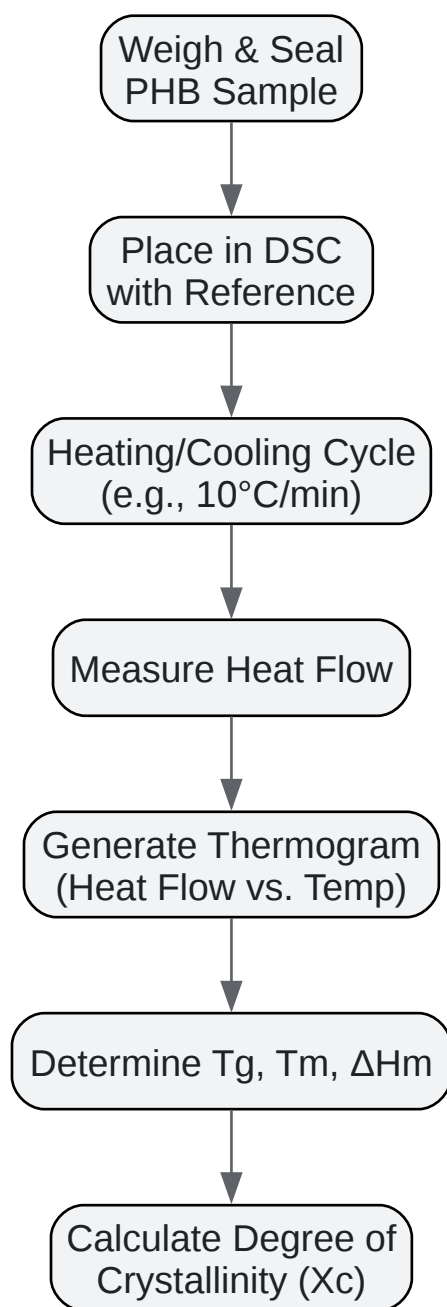 Weigh & Seal
PHB Sample
Place in DSC
with Reference
Heating/Cooling Cycle
(e.g., 10°C/min)
Measure Heat Flow
Generate Thermogram
(Heat Flow vs. Temp)
Determine Tg, Tm, ΔHm
Calculate Degree of
Crystallinity (Xc)